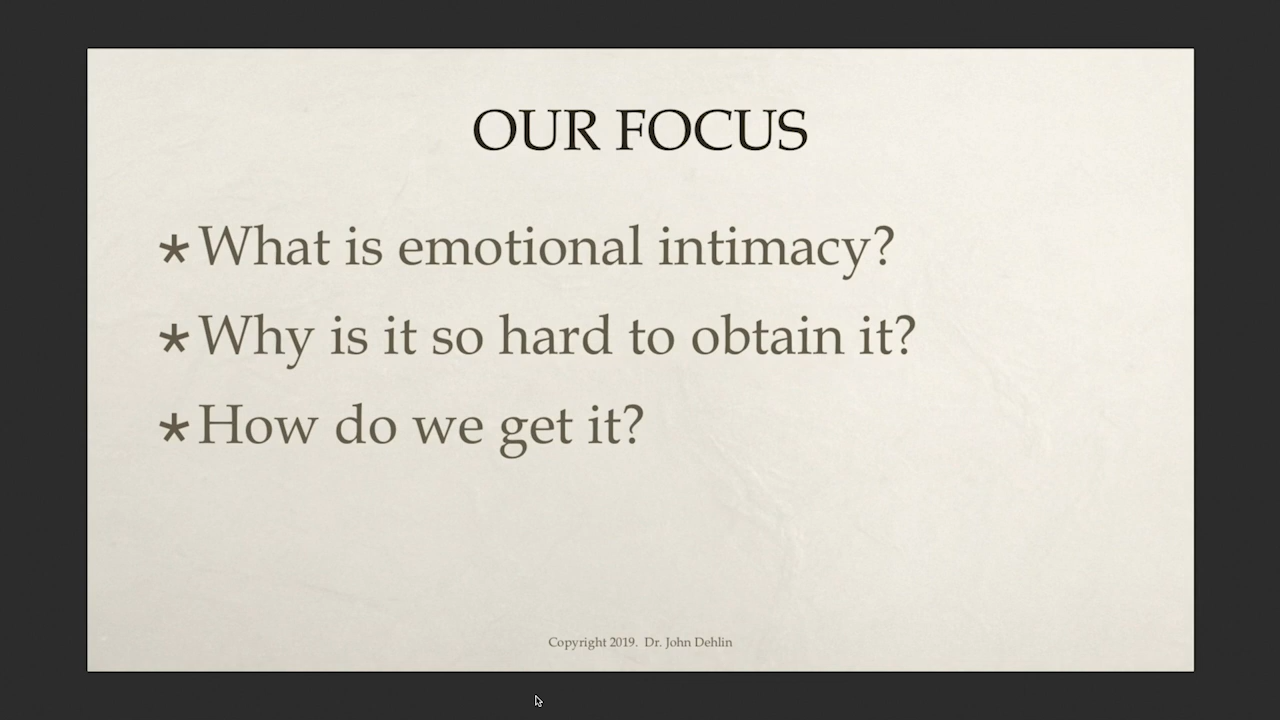 OUR FOCUS
* What is emotional intimacy?
* Why is it so hard to obtain it?
* How do we get it?
Copyright 2019. Dr. John Dehlin